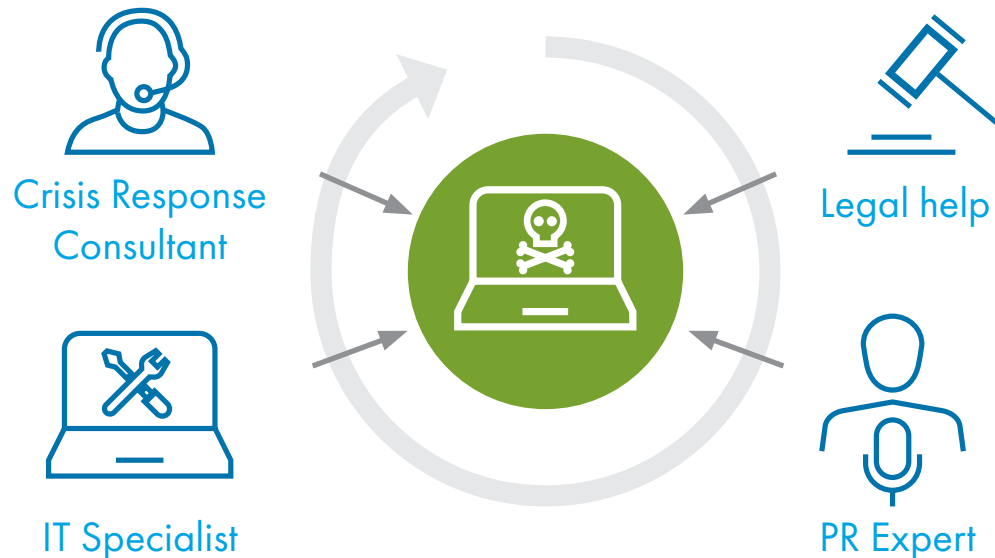 Crisis Response
Consultant
Legal help
IT Specialist
PR Expert